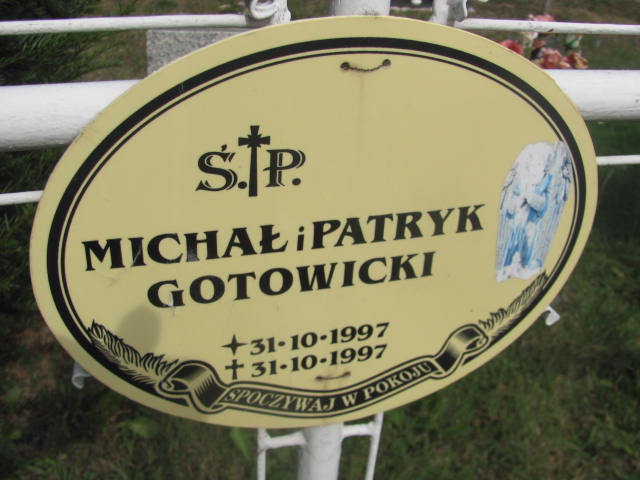 Ś.P.
MICHAŁ i PATRYK
GOTOWICKI
31·10·1997
31·10·1997
SPOCZYWAJ W POKOJU